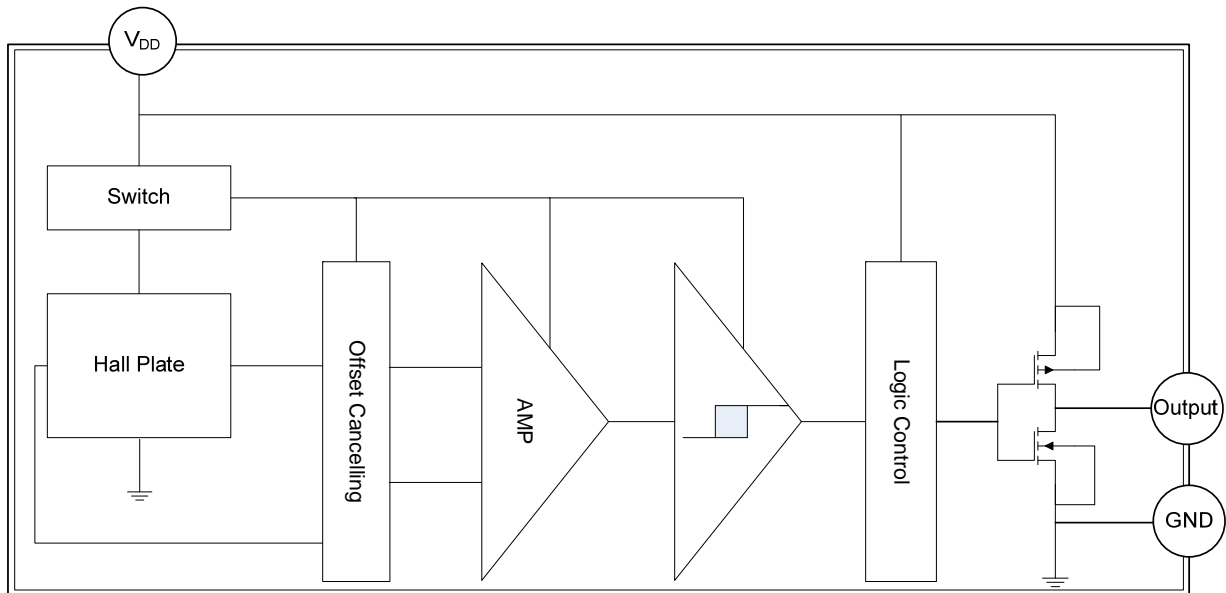 VDD
Switch
Hall Plate
Offset Cancelling
AMP
Logic Control
Output
GND